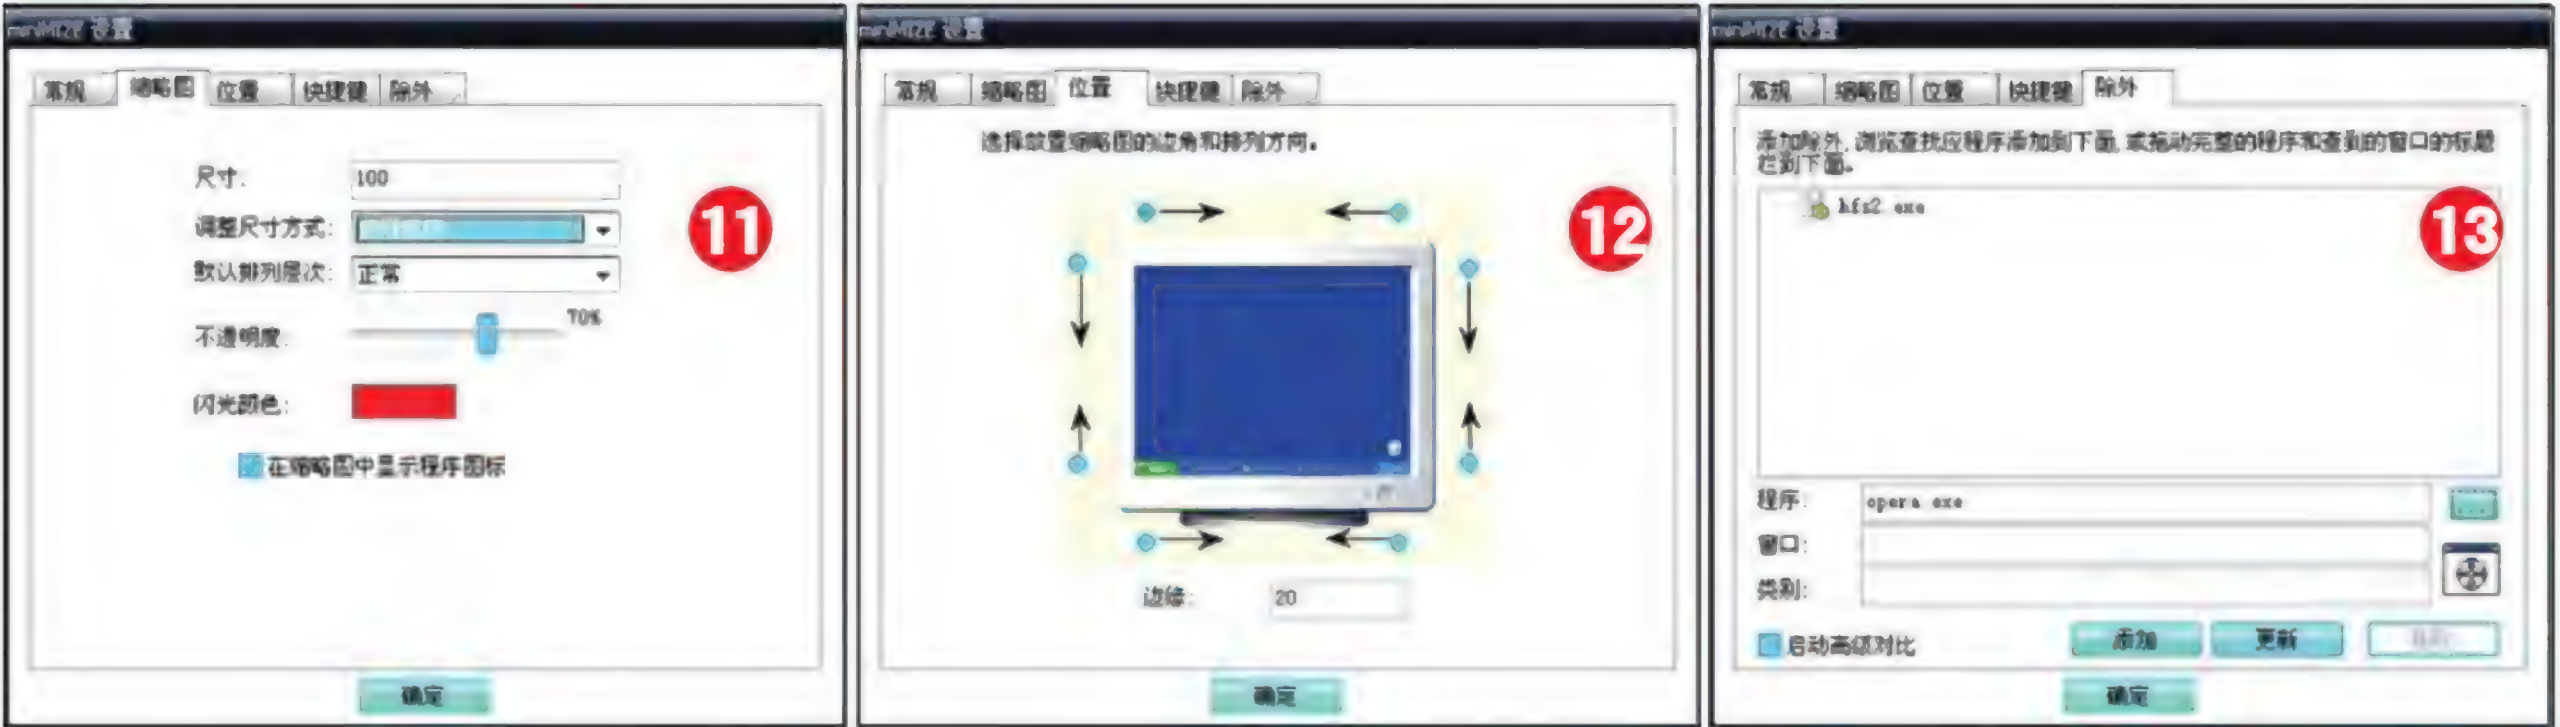 miniMIZE 设置
常规 缩略图 位置 快捷键 除外
尺寸: 100
调整尺寸方式:
默认排列层次: 正常
不透明度: 70%
闪光颜色:
在缩略图中显示程序图标
确定
11
miniMIZE 设置
常规 缩略图 位置 快捷键 除外
选择放置缩略图的边角和排列方向。
边缘: 20
确定
12
miniMIZE 设置
常规 缩略图 位置 快捷键 除外
添加除外, 浏览查找应程序添加到下面, 或拖动完整的程序和查到的窗口的标题
栏到下面。
hfs2.exe
程序: opera.exe
窗口:
类别:
启动高级对比 添加 更新
确定
13